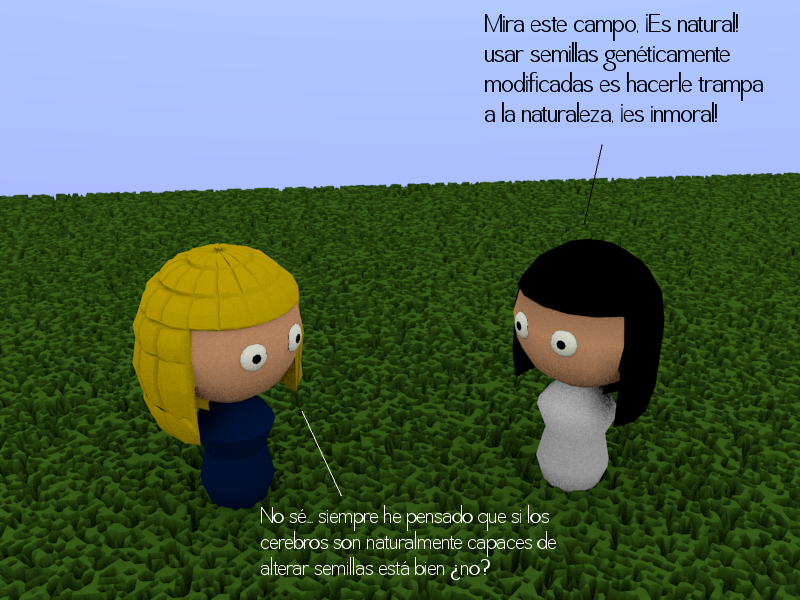 Mira este campo, ¡Es natural!
usar semillas genéticamente
modificadas es hacerle trampa
a la naturaleza, ¡es inmoral!
No sé... siempre he pensado que si los
cerebros son naturalmente capaces de
alterar semillas está bien ¿no?